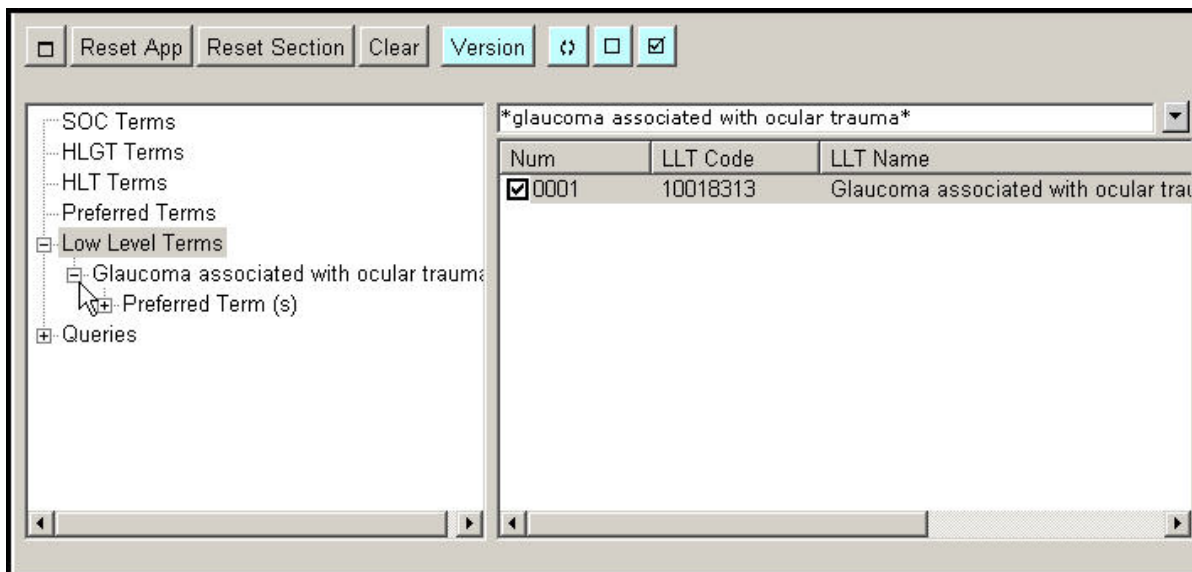 Reset App Reset Section Clear Version
SOC Terms
HLGT Terms
HLT Terms
Preferred Terms
Low Level Terms
Glaucoma associated with ocular trauma
Preferred Term (s)
Queries
*glaucoma associated with ocular trauma*
Num LLT Code LLT Name
0001 10018313 Glaucoma associated with ocular trau